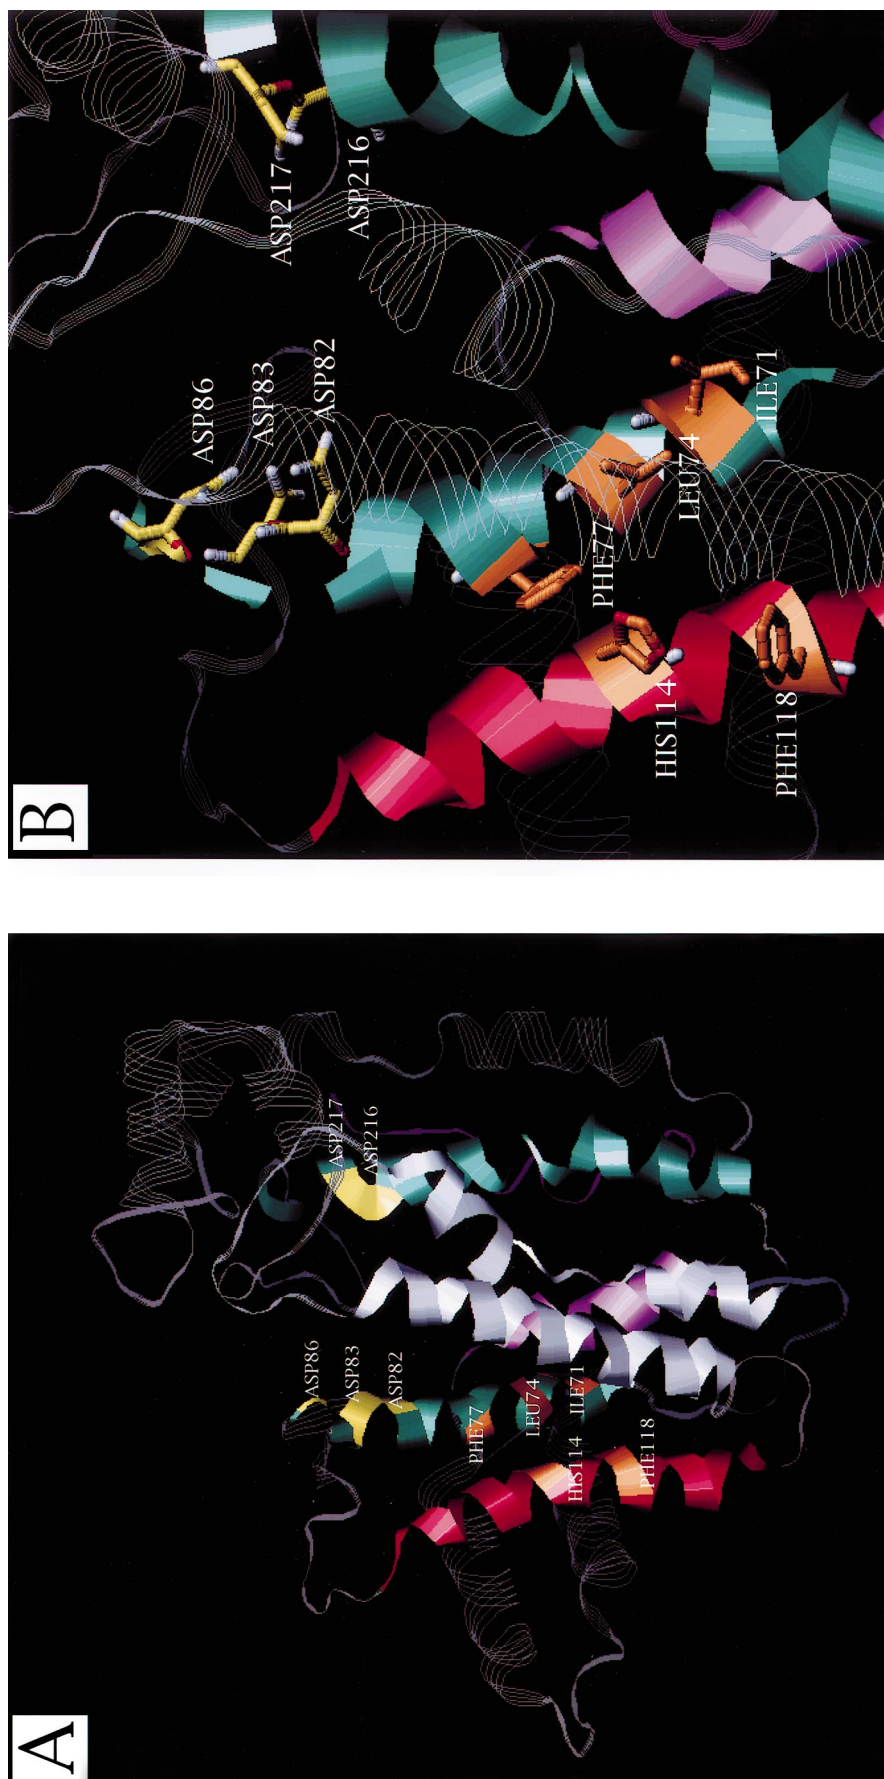 A
ASP86
ASP83
ASP82
PHE77
LEU74
ILE71
HIS114
PHE118
ASP217
ASP216
B
ASP86
ASP83
ASP82
PHE77
LEU74
ILE71
HIS114
PHE118
ASP217
ASP216